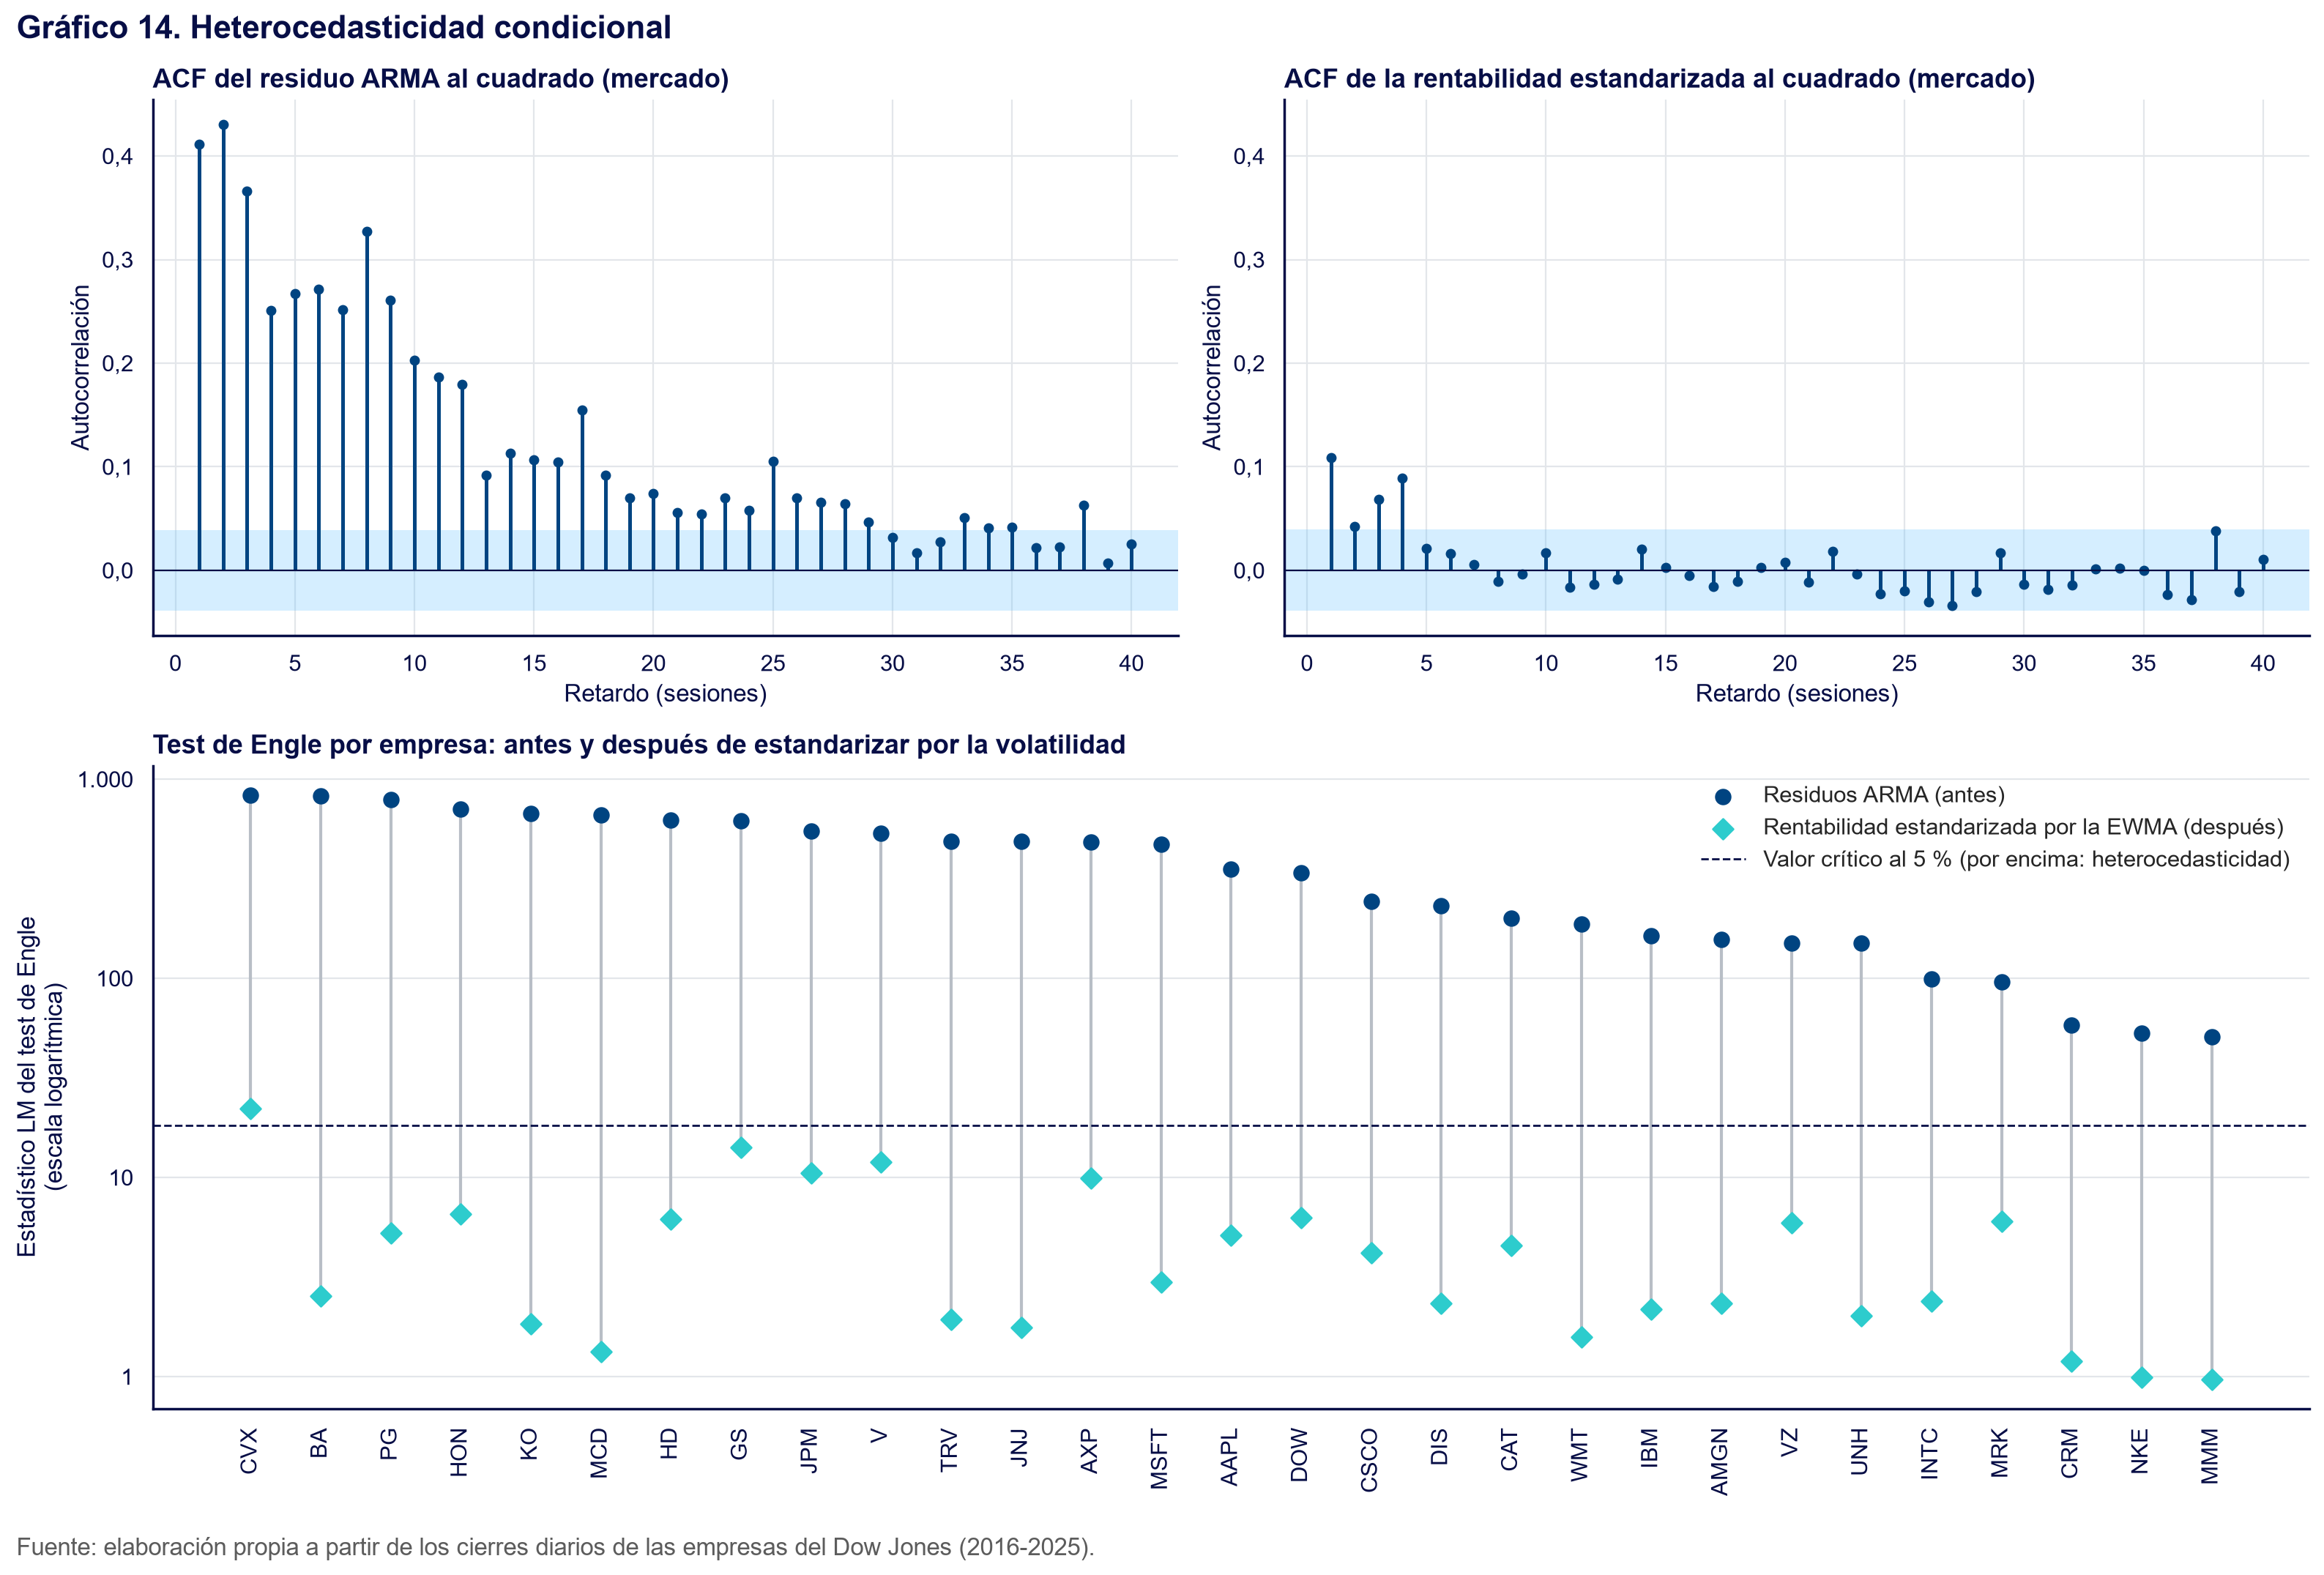 Gráfico 14. Heterocedasticidad condicional
ACF del residuo ARMA al cuadrado (mercado)
Autocorrelación
0,4
0,3
0,2
0,1
0,0
0 5 10 15 20 25 30 35 40
Retardo (sesiones)
ACF de la rentabilidad estandarizada al cuadrado (mercado)
Autocorrelación
0,4
0,3
0,2
0,1
0,0
0 5 10 15 20 25 30 35 40
Retardo (sesiones)
Test de Engle por empresa: antes y después de estandarizar por la volatilidad
Estadístico LM del test de Engle
(escala logarítmica)
1.000
100
10
1
Residuos ARMA (antes)
Rentabilidad estandarizada por la EWMA (después)
Valor crítico al 5 % (por encima: heterocedasticidad)
CVX BA PG HON KO MCD HD GS JPM V TRV JNJ AXP MSFT AAPL DOW CSCO DIS CAT WMT IBM AMGN VZ UNH INTC MRK CRM NKE MMM
Fuente: elaboración propia a partir de los cierres diarios de las empresas del Dow Jones (2016-2025).